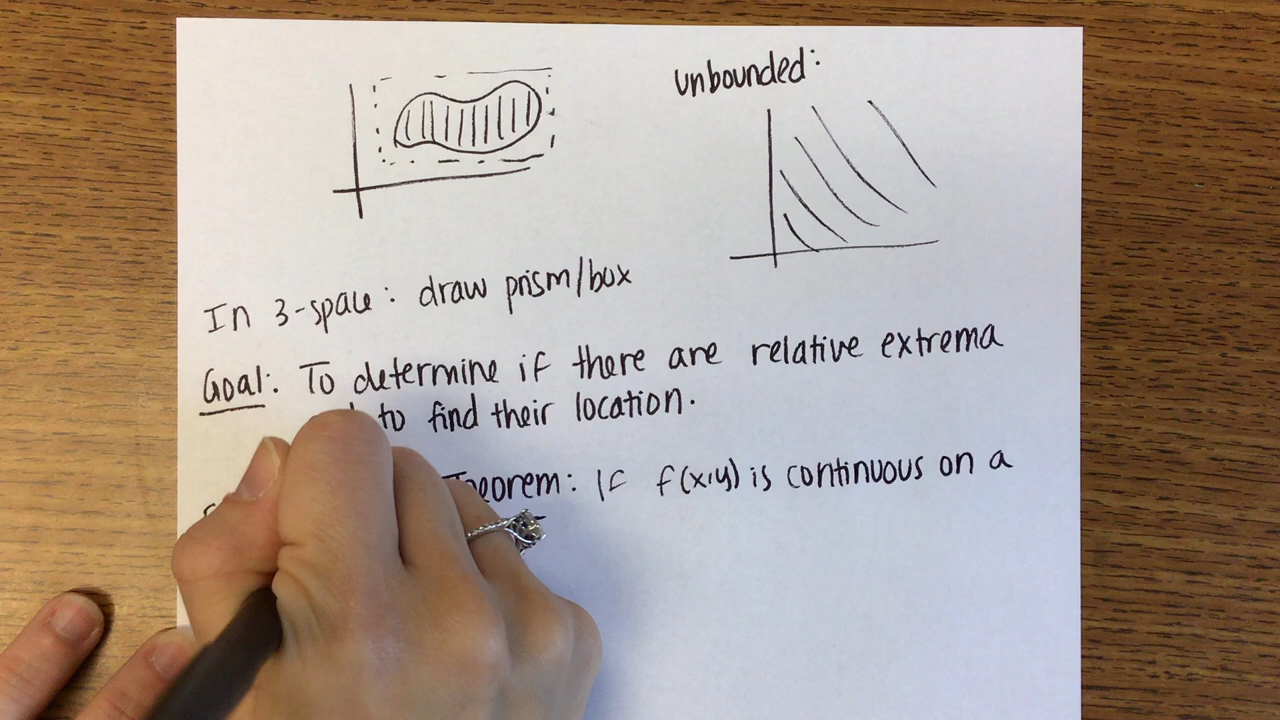 unbounded:
In 3-space: draw prism/box
Goal: To determine if there are relative extrema
to find their location.
eorem: If f(x,y) is continuous on a